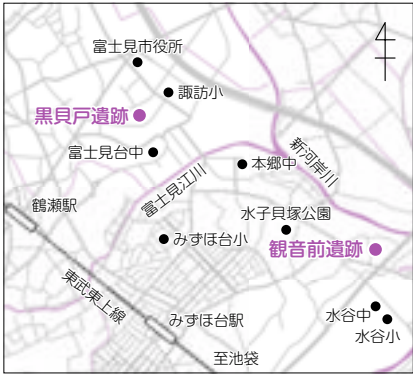 富士見市役所
諏訪小
黒貝戸遺跡
富士見台中
本郷中
新河岸川
富士見江川
鶴瀬駅
水子貝塚公園
みずほ台小
観音前遺跡
東武東上線
みずほ台駅
水谷中
水谷小
至池袋